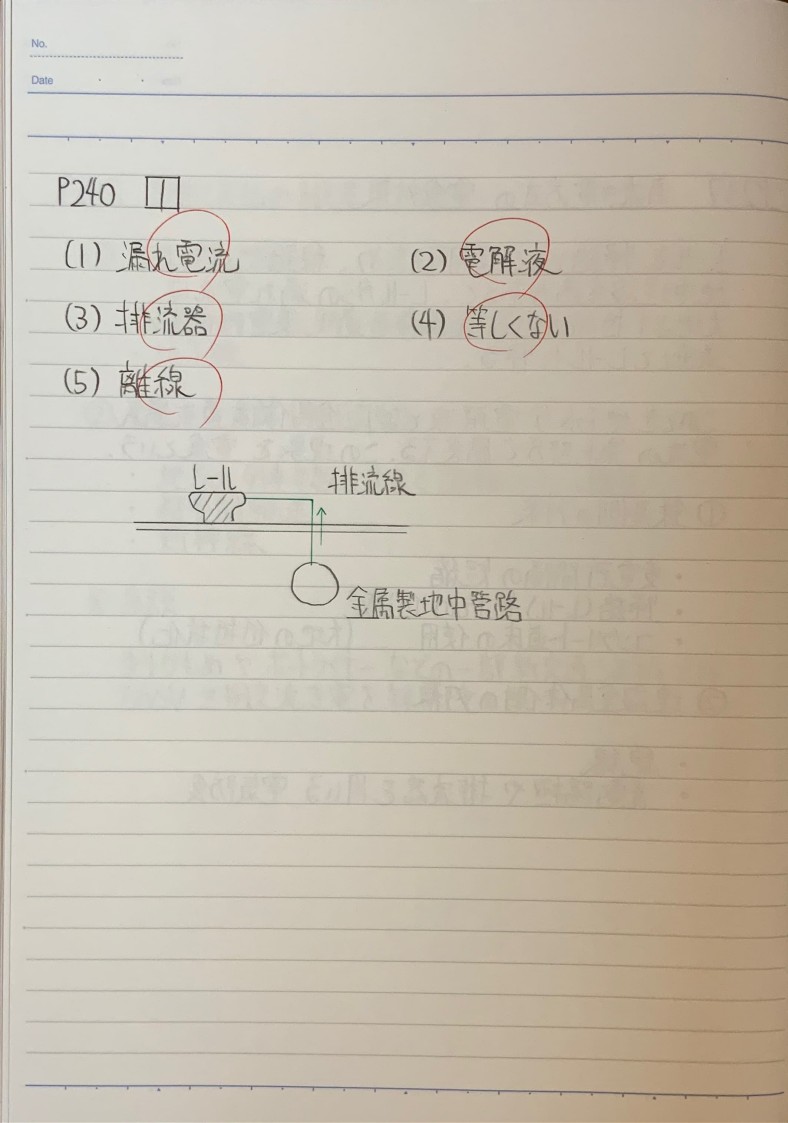 No.
Date
P240 1
(1) 漏れ電流 (2) 電解液
(3) 排流器 (4) 等しくない
(5) 離線
レール 排流線
金属製地中管路